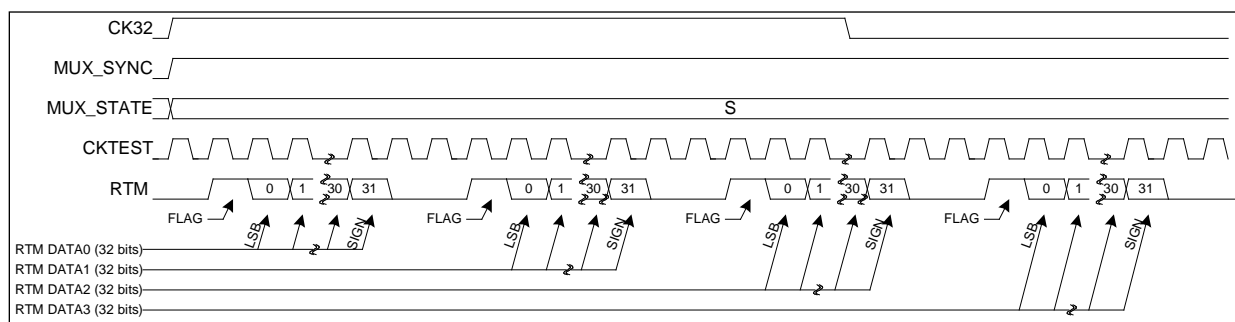 CK32
MUX_SYNC
MUX_STATE
S
CKTEST
RTM
0 1 30 31 0 1 30 31 0 1 30 31 0 1 30 31
FLAG FLAG FLAG FLAG
LSB SIGN LSB SIGN LSB SIGN LSB SIGN
RTM DATA0 (32 bits)
RTM DATA1 (32 bits)
RTM DATA2 (32 bits)
RTM DATA3 (32 bits)